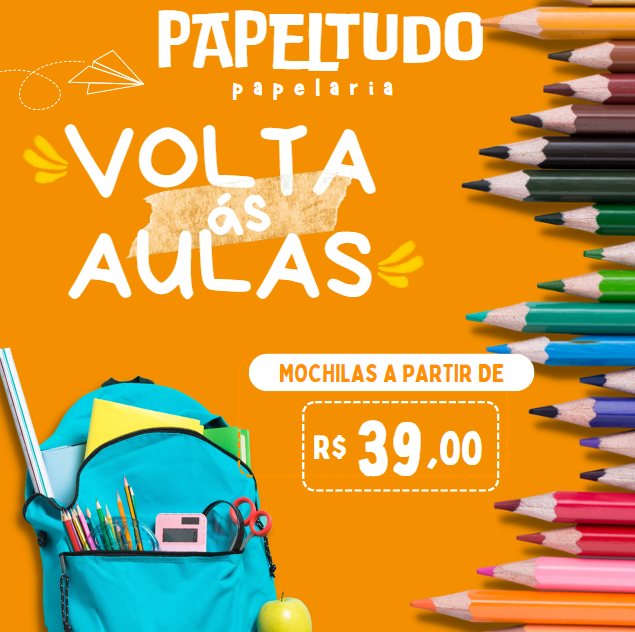 PAPELTUDO
papelaria
VOLTA
ás
AULAS
MOCHILAS A PARTIR DE
R$ 39,00